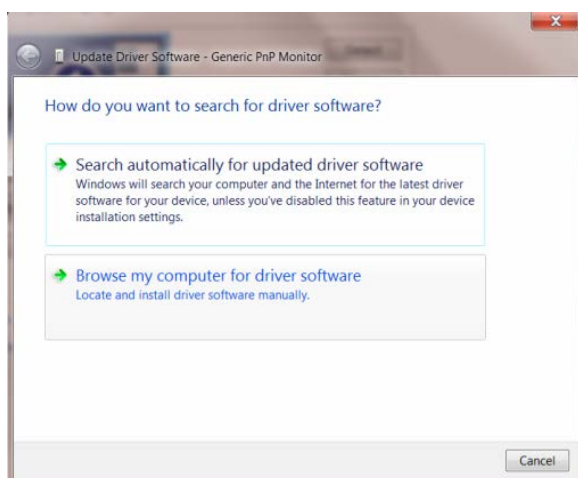 Update Driver Software - Generic PnP Monitor
How do you want to search for driver software?
Search automatically for updated driver software
Windows will search your computer and the Internet for the latest driver
software for your device, unless you've disabled this feature in your device
installation settings.
Browse my computer for driver software
Locate and install driver software manually.
Cancel